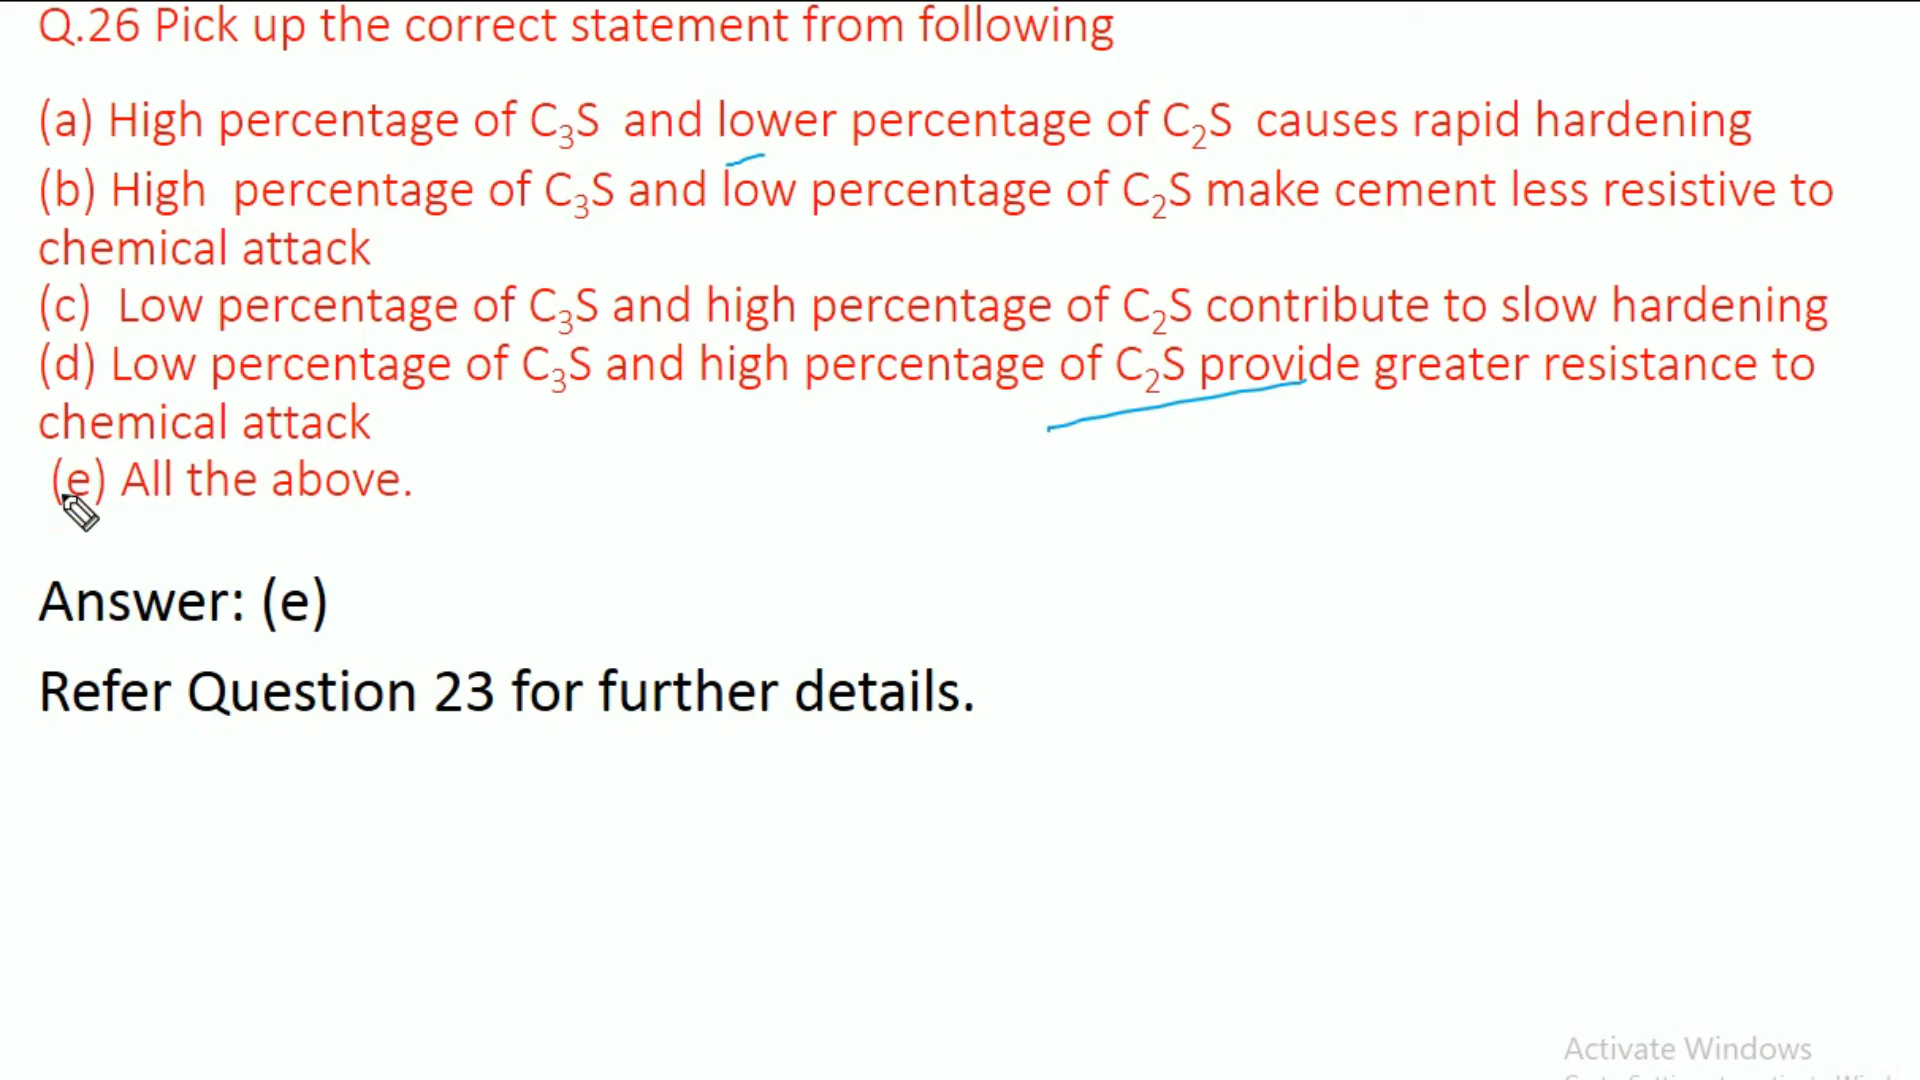 Q.26 Pick up the correct statement from following
(a) High percentage of C₃S and lower percentage of C₂S causes rapid hardening
(b) High percentage of C₃S and low percentage of C₂S make cement less resistive to
chemical attack
(c) Low percentage of C₃S and high percentage of C₂S contribute to slow hardening
(d) Low percentage of C₃S and high percentage of C₂S provide greater resistance to
chemical attack
(e) All the above.
Answer: (e)
Refer Question 23 for further details.
Activate Windows